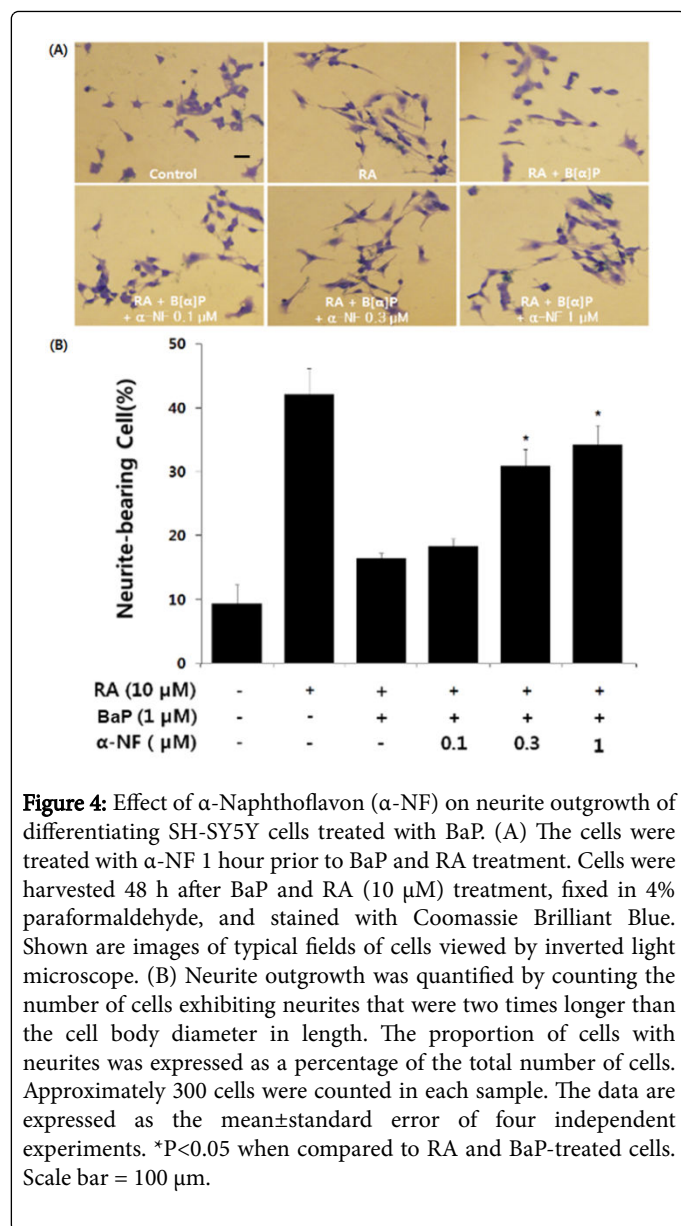 (A)
Control
RA
RA + B[α]P
RA + B[α]P
+ α-NF 0.1 μM
RA + B[α]P
+ α-NF 0.3 μM
RA + B[α]P
+ α-NF 1 μM
(B)
Neurite-bearing Cell(%)
50
40
30
20
10
0
*
*
RA (10 μM) - + + + + +
BaP (1 μM) - - + + + +
α-NF ( μM) - - - 0.1 0.3 1
Figure 4: Effect of α-Naphthoflavon (α-NF) on neurite outgrowth of
differentiating SH-SY5Y cells treated with BaP. (A) The cells were
treated with α-NF 1 hour prior to BaP and RA treatment. Cells were
harvested 48 h after BaP and RA (10 μM) treatment, fixed in 4%
paraformaldehyde, and stained with Coomassie Brilliant Blue.
Shown are images of typical fields of cells viewed by inverted light
microscope. (B) Neurite outgrowth was quantified by counting the
number of cells exhibiting neurites that were two times longer than
the cell body diameter in length. The proportion of cells with
neurites was expressed as a percentage of the total number of cells.
Approximately 300 cells were counted in each sample. The data are
expressed as the mean±standard error of four independent
experiments. *P<0.05 when compared to RA and BaP-treated cells.
Scale bar = 100 μm.